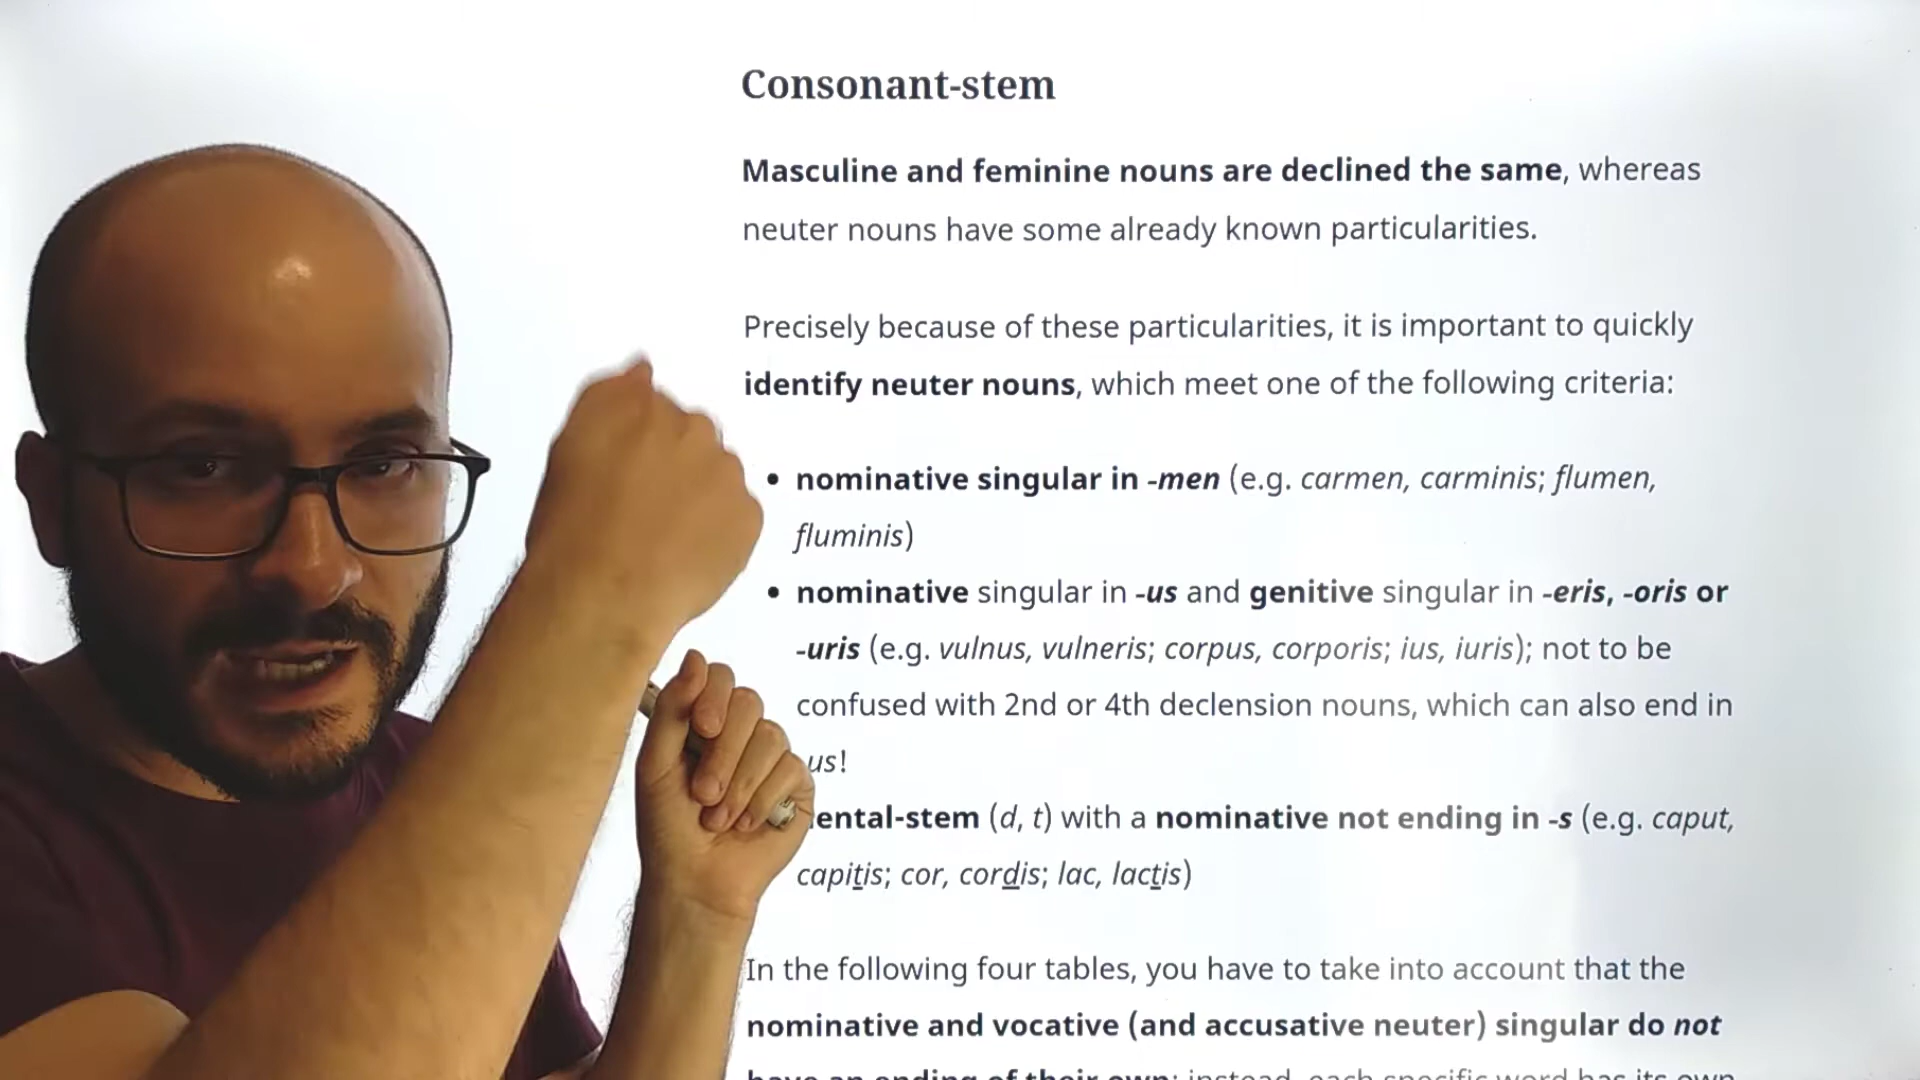 Consonant-stem
Masculine and feminine nouns are declined the same, whereas
neuter nouns have some already known particularities.
Precisely because of these particularities, it is important to quickly
identify neuter nouns, which meet one of the following criteria:
• nominative singular in -men (e.g. carmen, carminis; flumen,
fluminis)
• nominative singular in -us and genitive singular in -eris, -oris or
-uris (e.g. vulnus, vulneris; corpus, corporis; ius, iuris); not to be
confused with 2nd or 4th declension nouns, which can also end in
us!
ental-stem (d, t) with a nominative not ending in -s (e.g. caput,
capitis; cor, cordis; lac, lactis)
In the following four tables, you have to take into account that the
nominative and vocative (and accusative neuter) singular do not
have an ending of their own; instead, each specific word has its own